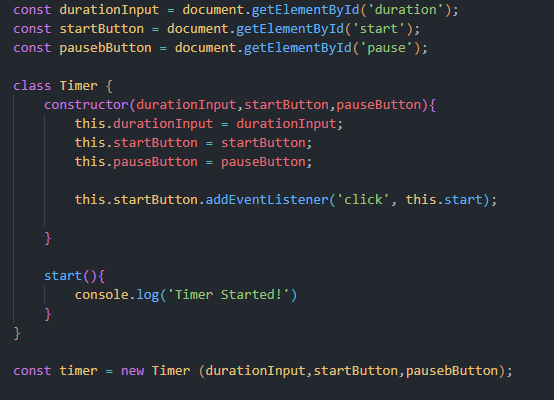 const durationInput = document.getElementById('duration');
const startButton = document.getElementById('start');
const pausebButton = document.getElementById('pause');
class Timer {
constructor(durationInput,startButton,pauseButton){
this.durationInput = durationInput;
this.startButton = startButton;
this.pauseButton = pauseButton;
this.startButton.addEventListener('click', this.start);
}
start(){
console.log('Timer Started!')
}
}
const timer = new Timer (durationInput,startButton,pausebButton);